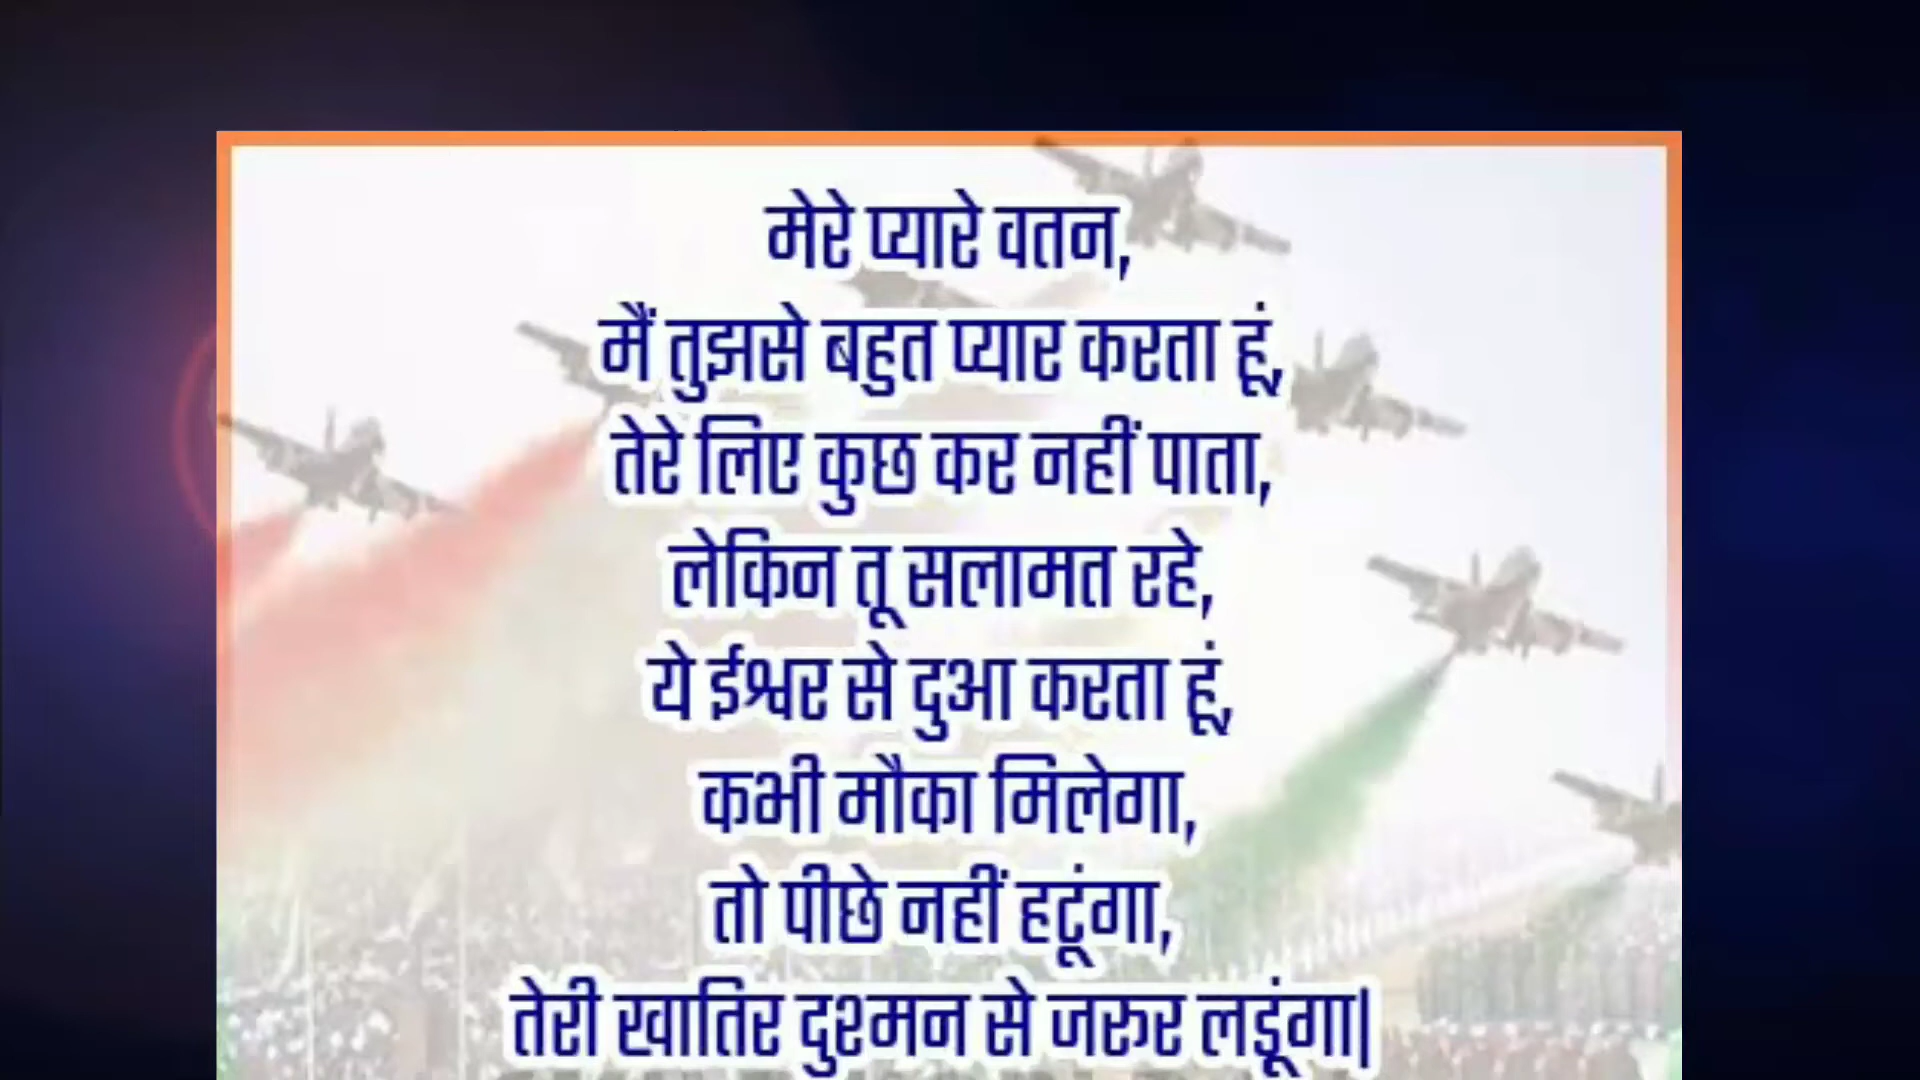 मेरे प्यारे वतन,
मैं तुझसे बहुत प्यार करता हूं,
तेरे लिए कुछ कर नहीं पाता,
लेकिन तू सलामत रहे,
ये ईश्वर से दुआ करता हूं,
कभी मौका मिलेगा,
तो पीछे नहीं हटूंगा,
तेरी खातिर दुश्मन से जरूर लडूंगा|